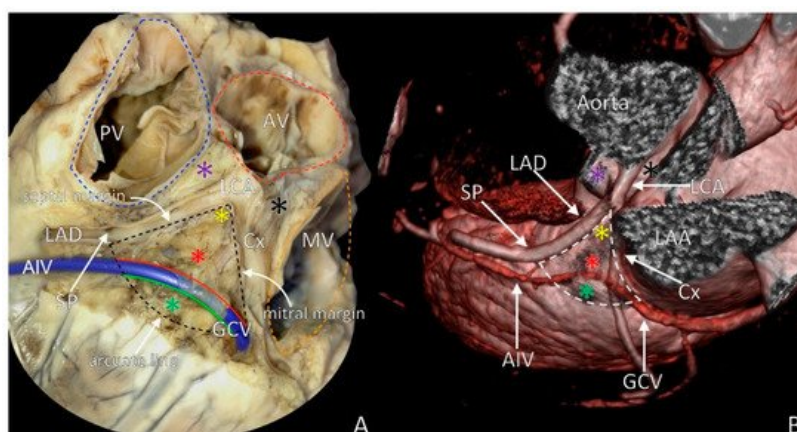 PV
AV
LCA
septal margin
LAD
Cx
MV
AIV
SP
mitral margin
GCV
arcuate line
A
Aorta
LAD
LCA
SP
LAA
Cx
AIV
GCV
B